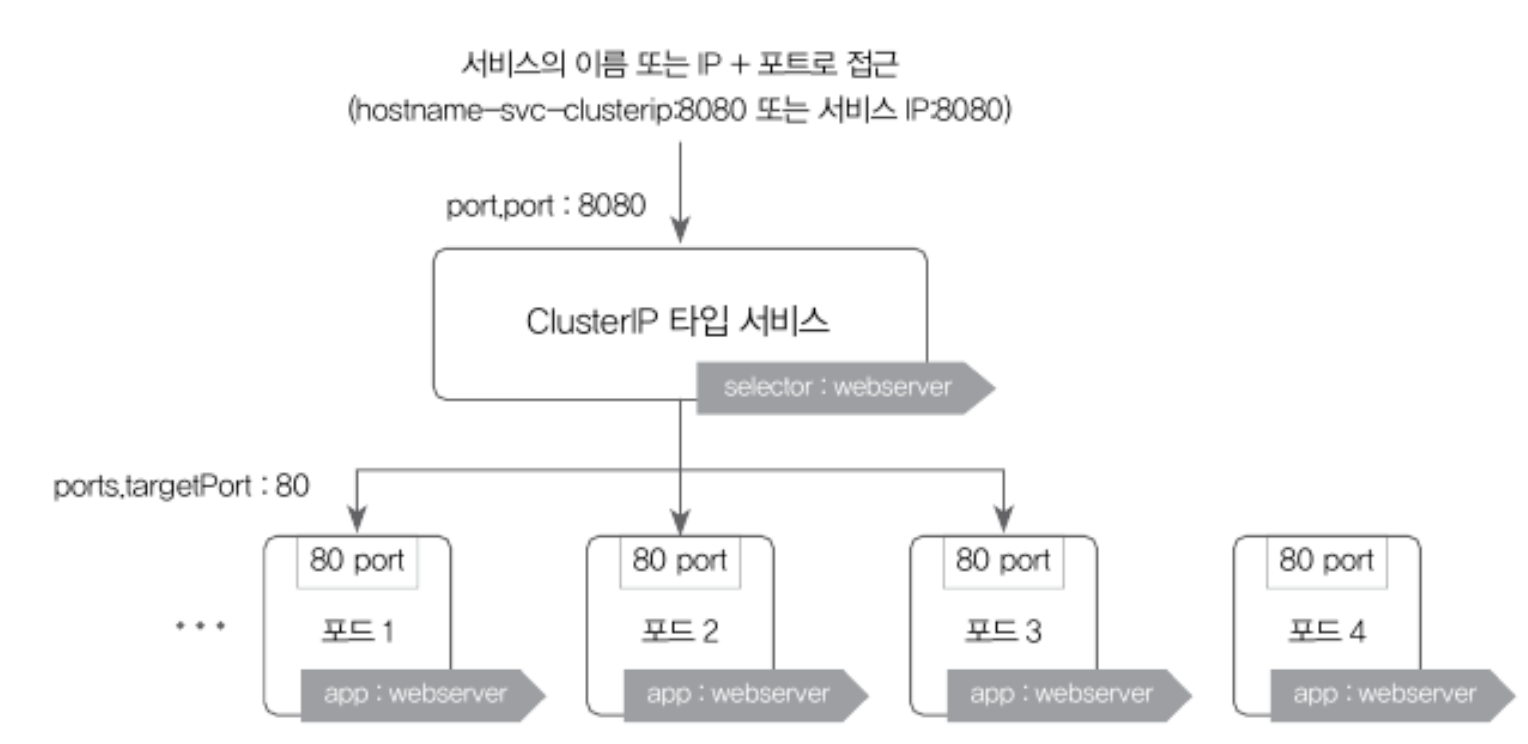 서비스의 이름 또는 IP + 포트로 접근
(hostname-svc-clusterip:8080 또는 서비스 IP:8080)
port.port : 8080
ClusterIP 타입 서비스
selector : webserver
ports.targetPort : 80
80 port
80 port
80 port
80 port
...
포드 1
포드 2
포드 3
포드 4
app : webserver
app : webserver
app : webserver
app : webserver